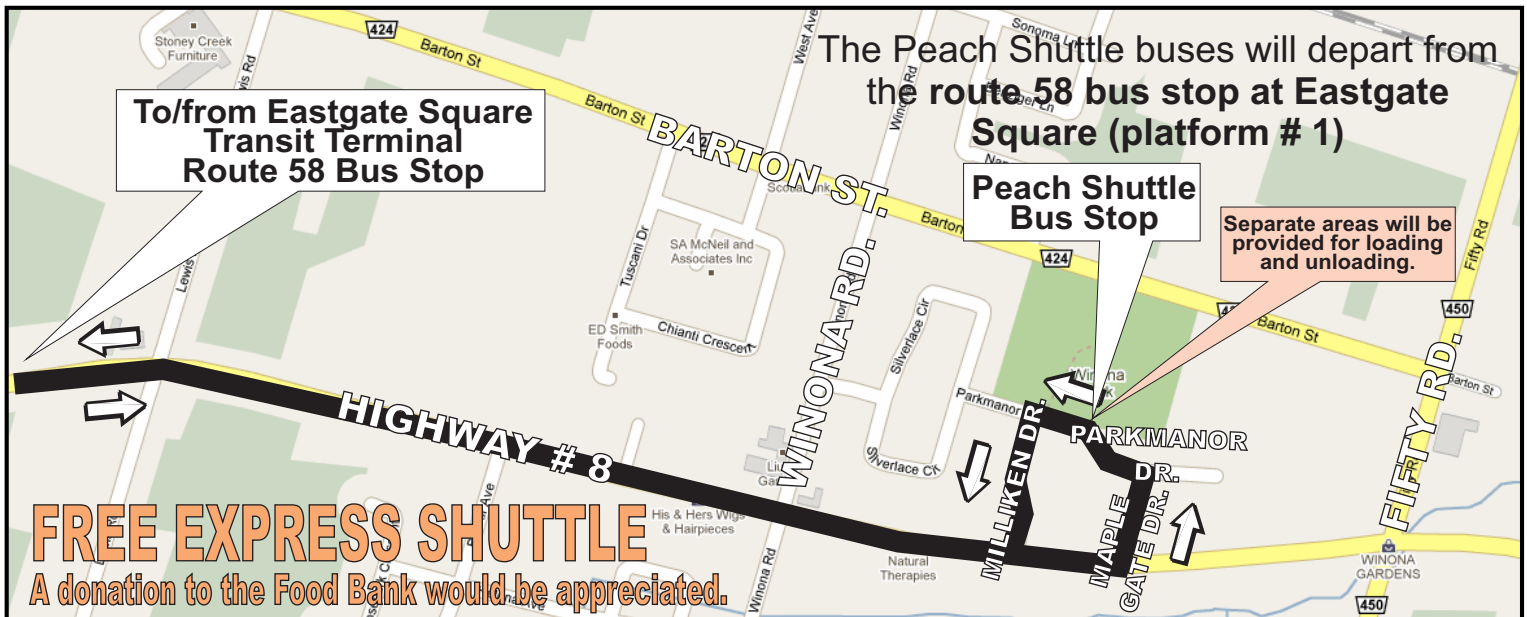 The Peach Shuttle buses will depart from
the route 58 bus stop at Eastgate
Square (platform # 1)
To/from Eastgate Square
Transit Terminal
Route 58 Bus Stop
Peach Shuttle
Bus Stop
Separate areas will be
provided for loading
and unloading.
Stoney Creek
Furniture
424
Barton St
Barton St
BARTON ST.
West Ave
Sonoma Ln
Winona Rd
Fifty Rd
450
Tuscani Dr
SA McNeil and
Associates Inc
WINONA RD.
424
Barton St
Barton St
ED Smith
Foods
Chianti Crescent
Silverlace Cir
Silverlace Cir
Winona
Parkmanor
PARKMANOR
DR.
MILLIKEN DR.
MAPLE
GATE DR.
FIFTY RD.
HIGHWAY # 8
His & Hers Wigs
& Hairpieces
Natural
Therapies
Winona Rd
WINONA
GARDENS
450
FREE EXPRESS SHUTTLE
A donation to the Food Bank would be appreciated.